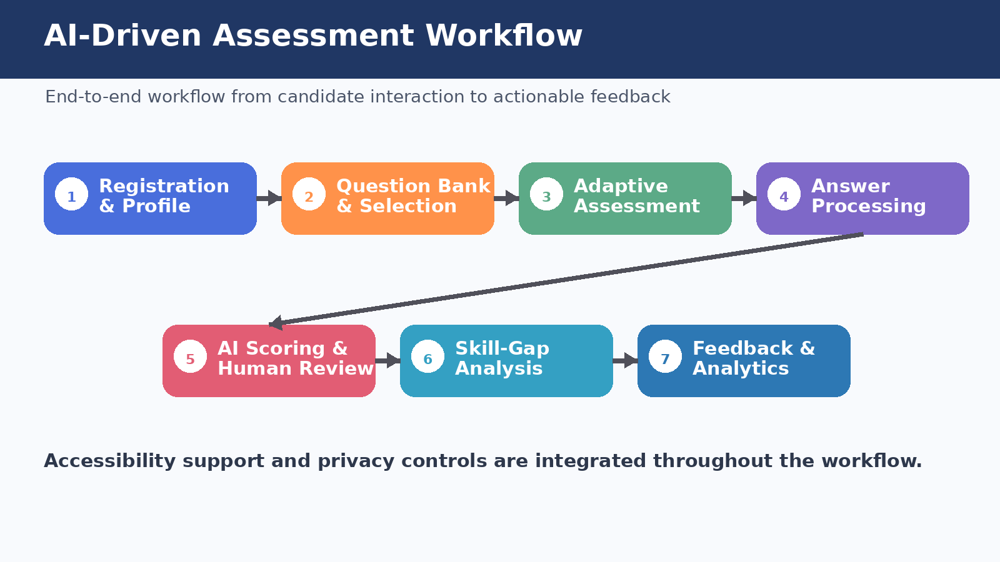 AI-Driven Assessment Workflow
End-to-end workflow from candidate interaction to actionable feedback
1
Registration
& Profile
2
Question Bank
& Selection
3
Adaptive
Assessment
4
Answer
Processing
5
AI Scoring &
Human Review
6
Skill-Gap
Analysis
7
Feedback &
Analytics
Accessibility support and privacy controls are integrated throughout the workflow.